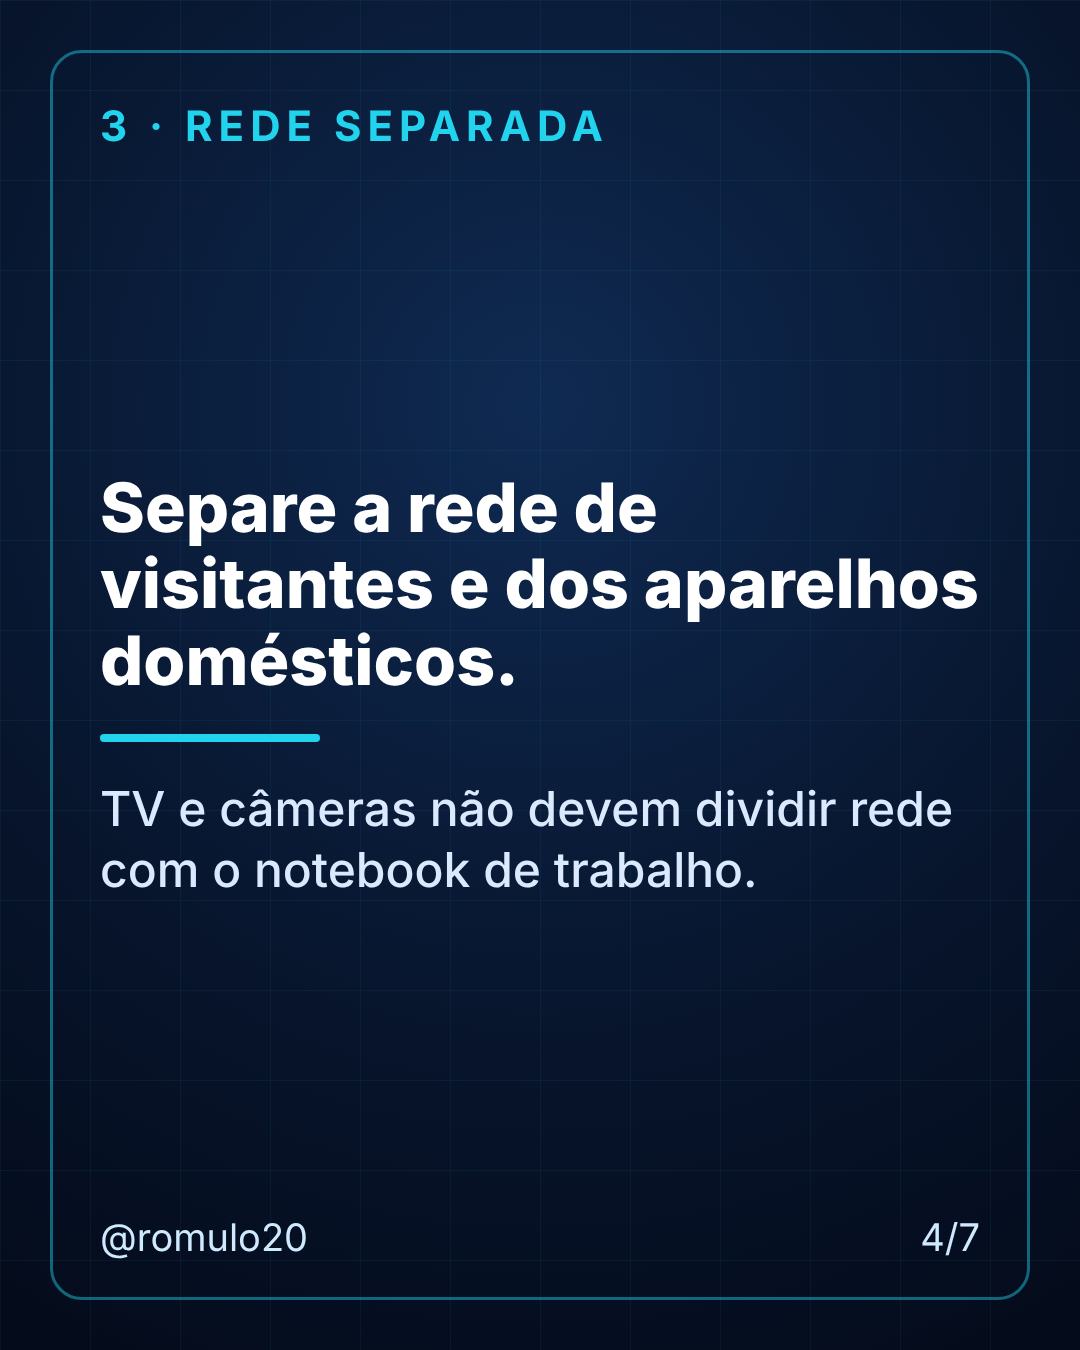 3 · REDE SEPARADA
Separe a rede de
visitantes e dos aparelhos
domésticos.
TV e câmeras não devem dividir rede
com o notebook de trabalho.
@romulo20
4/7